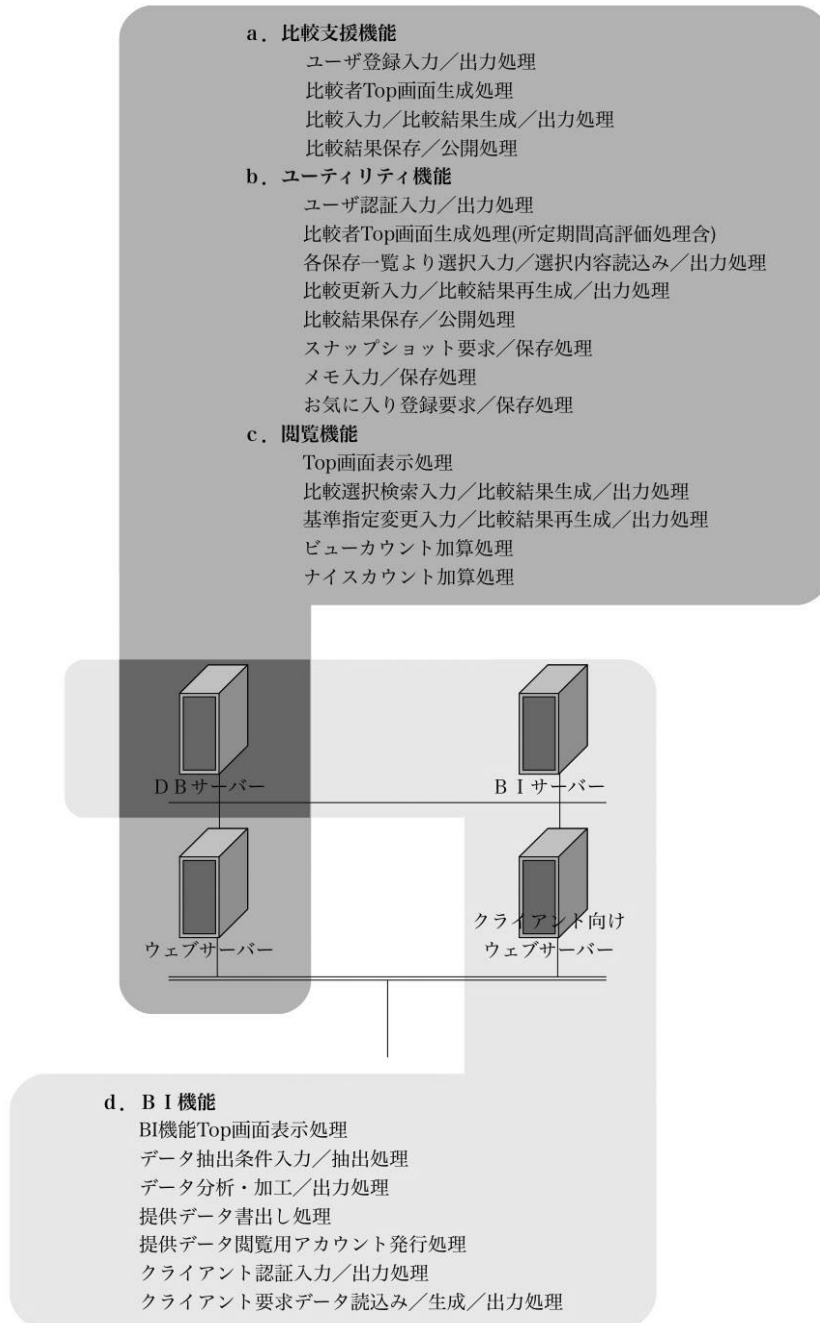 a．比較支援機能
ユーザ登録入力／出力処理
比較者Top画面生成処理
比較入力／比較結果生成／出力処理
比較結果保存／公開処理
b．ユーティリティ機能
ユーザ認証入力／出力処理
比較者Top画面生成処理(所定期間高評価処理含)
各保存一覧より選択入力／選択内容読込み／出力処理
比較更新入力／比較結果再生成／出力処理
比較結果保存／公開処理
スナップショット要求／保存処理
メモ入力／保存処理
お気に入り登録要求／保存処理
c．閲覧機能
Top画面表示処理
比較選択検索入力／比較結果生成／出力処理
基準指定変更入力／比較結果再生成／出力処理
ビューカウント加算処理
ナイスカウント加算処理
ＤＢサーバー
ＢＩサーバー
ウェブサーバー
クライアント向け
ウェブサーバー
d．ＢＩ機能
BI機能Top画面表示処理
データ抽出条件入力／抽出処理
データ分析・加工／出力処理
提供データ書出し処理
提供データ閲覧用アカウント発行処理
クライアント認証入力／出力処理
クライアント要求データ読込み／生成／出力処理